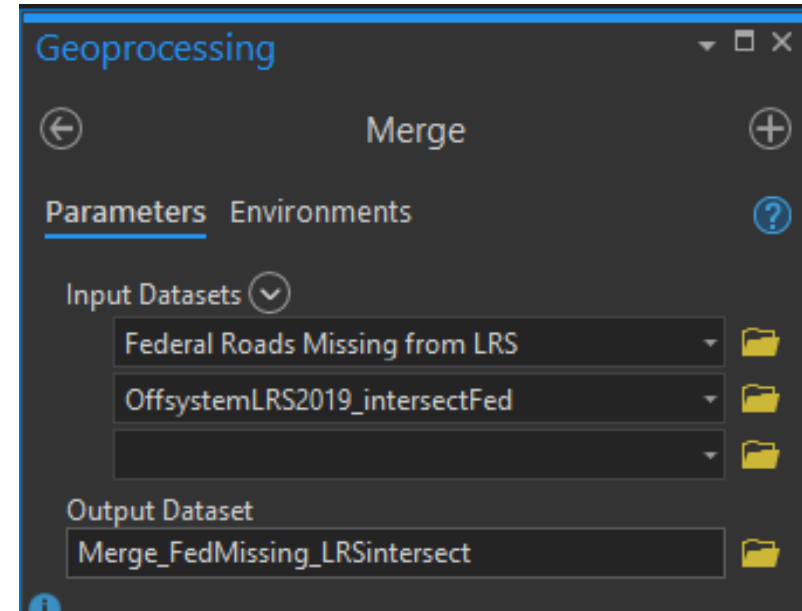 Geoprocessing
Merge
Parameters Environments
Input Datasets
Federal Roads Missing from LRS
OffsystemLRS2019_intersectFed
Output Dataset
Merge_FedMissing_LRSintersect